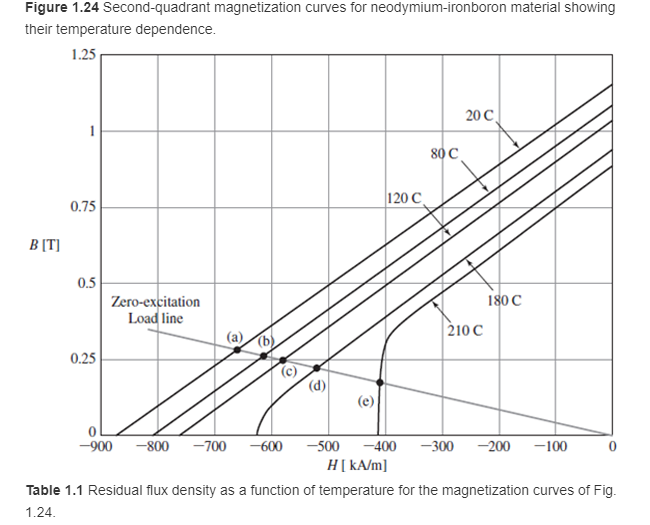 Figure 1.24 Second-quadrant magnetization curves for neodymium-ironboron material showing
their temperature dependence.
1.25
20 C
1
80 C
120 C
0.75
B [T]
0.5
Zero-excitation
Load line
180 C
210 C
(a)
(b)
0.25
(c)
(d)
(e)
0
−900 −800 −700 −600 −500 −400 −300 −200 −100 0
H [ kA/m]
Table 1.1 Residual flux density as a function of temperature for the magnetization curves of Fig.
1.24.